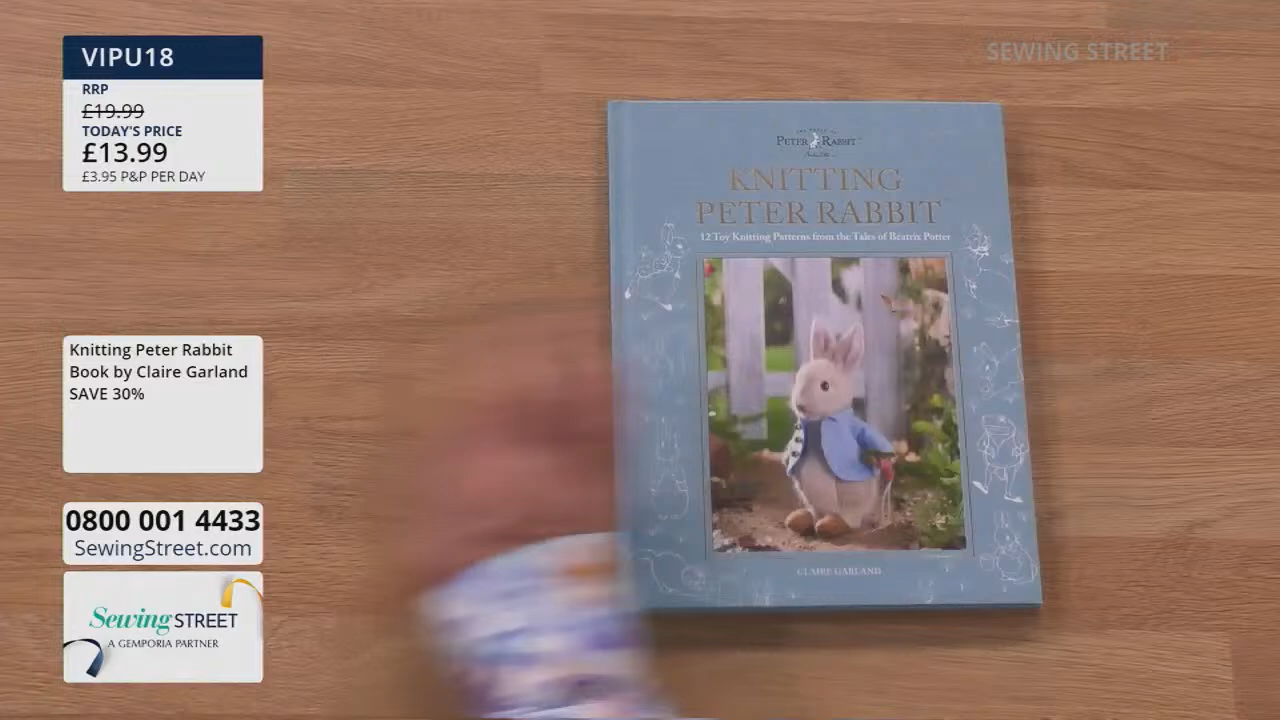 VIPU18
RRP
£19.99
TODAY'S PRICE
£13.99
£3.95 P&P PER DAY
Knitting Peter Rabbit
Book by Claire Garland
SAVE 30%
0800 001 4433
SewingStreet.com
Sewing STREET
A GEMPORIA PARTNER
SEWING STREET
PETER RABBIT
KNITTING
PETER RABBIT
12 Toy Knitting Patterns from the Tales of Beatrix Potter
CLAIRE GARLAND